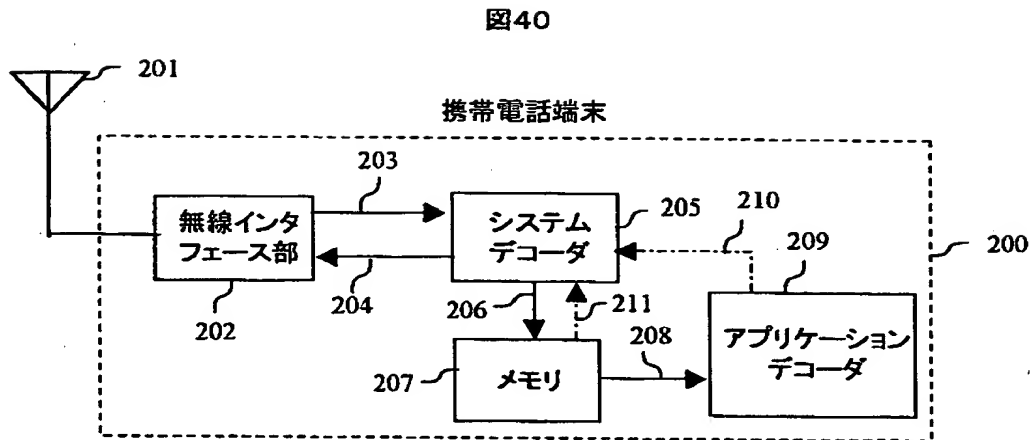 図40
201
携帯電話端末
203
無線インタ
フェース部
システム
デコーダ
205
210
209
200
204
202
206
211
207
メモリ
208
アプリケーション
デコーダ